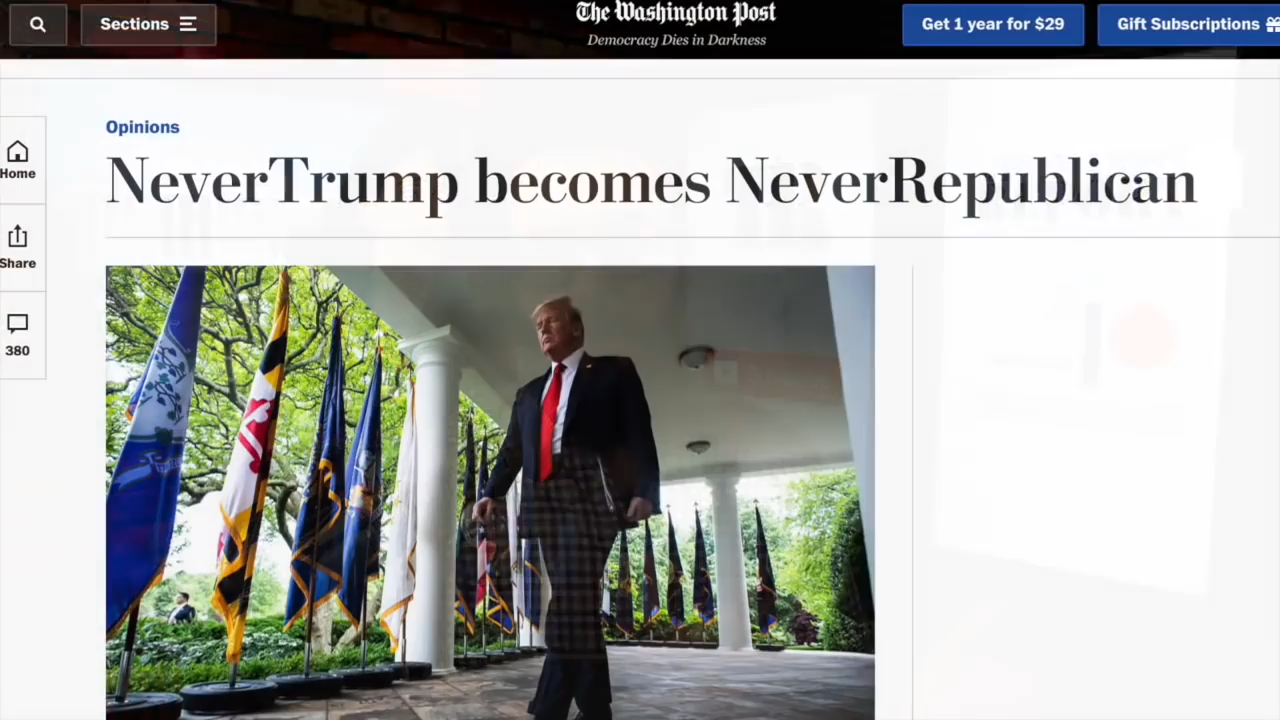 Sections
The Washington Post
Democracy Dies in Darkness
Get 1 year for $29
Gift Subscriptions
Opinions
NeverTrump becomes NeverRepublican
Home
Share
380